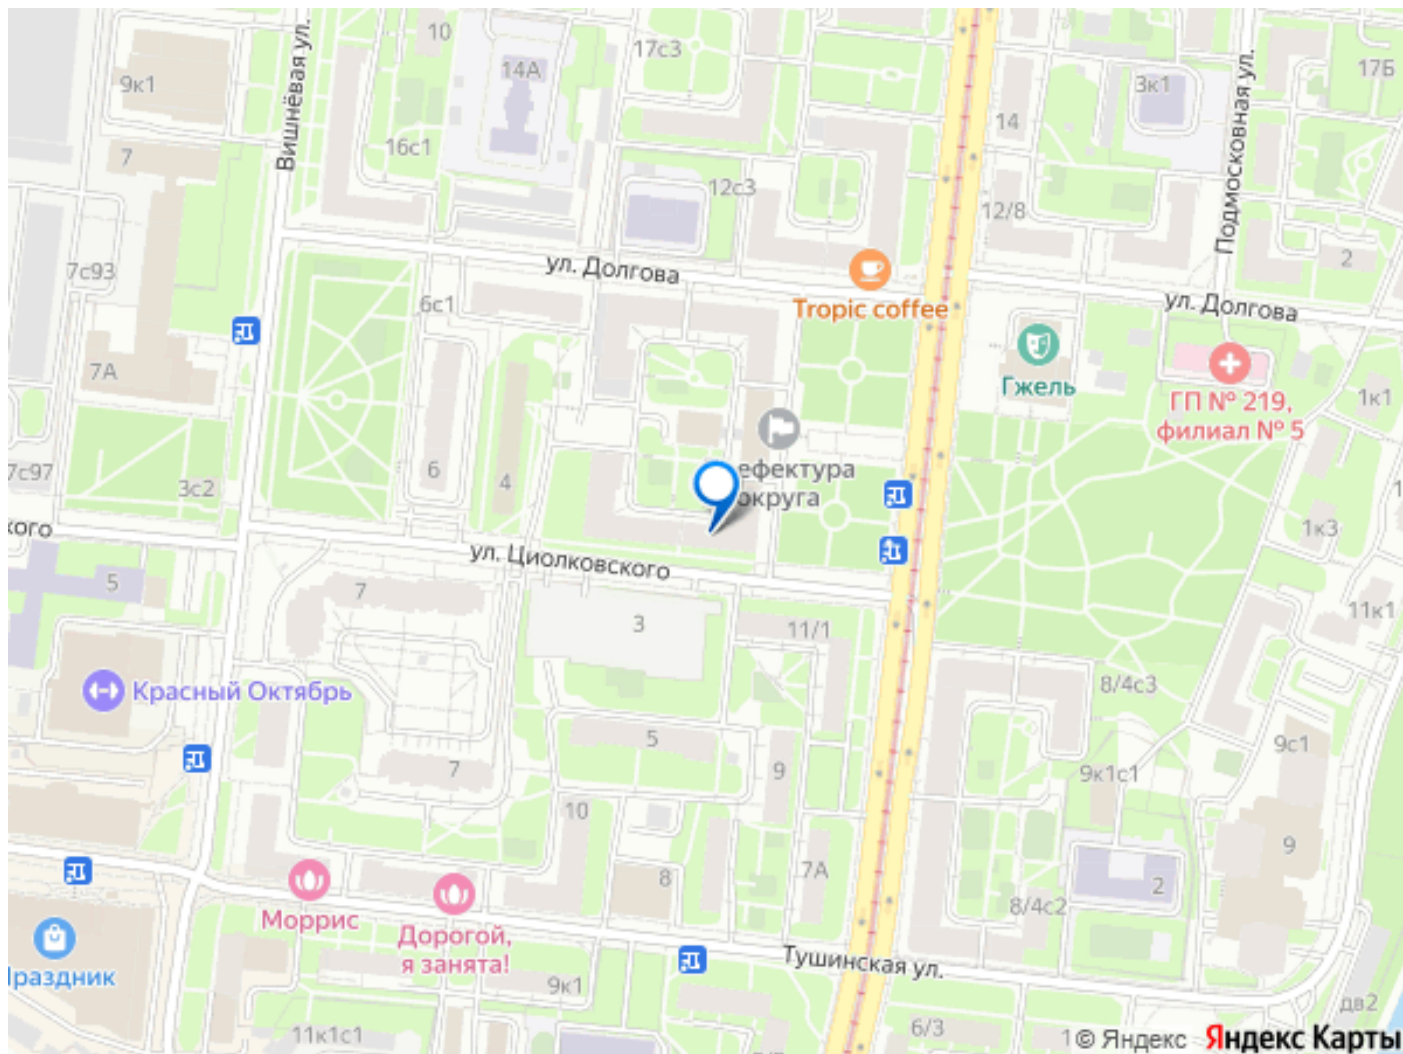 10
17с3
14А
9к1
Вишнёвая ул.
16с1
7
12с3
14
3к1
17Б
Подмосковная ул.
12/8
2
7с93
ул. Долгова
6с1
Tropic coffee
ул. Долгова
Гжель
7А
ГП № 219,
филиал № 5
1к1
7с97
3с2
6
4
ефектура
округа
1к3
кого
ул. Циолковского
5
7
3
11/1
11к1
8/4с3
Красный Октябрь
5
9
9с1
9к1с1
7
10
7А
8
9
2
8/4с2
Моррис
Дорогой,
я занята!
Праздник
Тушинская ул.
9к1
11к1с1
6/3
дв2
1
© Яндекс Яндекс Карты